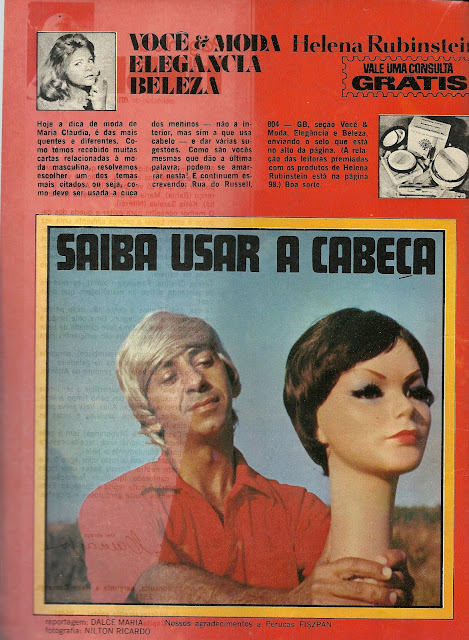 VOCÊ & MODA
ELEGÂNCIA
BELEZA
Helena Rubinstein
VALE UMA CONSULTA
GRÁTIS
Hoje a dica de moda de
Maria Cláudia, é das mais
quentes e diferentes. Co-
mo temos recebido muitas
cartas relacionadas à mo-
da masculina, resolvemos
escolher um dos temas
mais citados, ou seja, co-
mo deve ser usada a cuca
dos meninos — não a in-
terior, mas sim a que usa
cabelo — e dar várias su-
gestões. Como são vocês
mesmas que dão a última
palavra, podem se amar-
rar nesta! E continuem es-
crevendo: Rua do Russell,
804 — GB, seção Você &
Moda, Elegância e Beleza,
enviando o selo que está
no alto da página. (A rela-
ção das leitoras premiadas
com os produtos de Helena
Rubinstein está na página
98.) Boa sorte.
SAIBA USAR A CABEÇA
reportagem: DALCE MARIA
Nossos agradecimentos a Perucas FISZPAN
fotografia: NILTON RICARDO